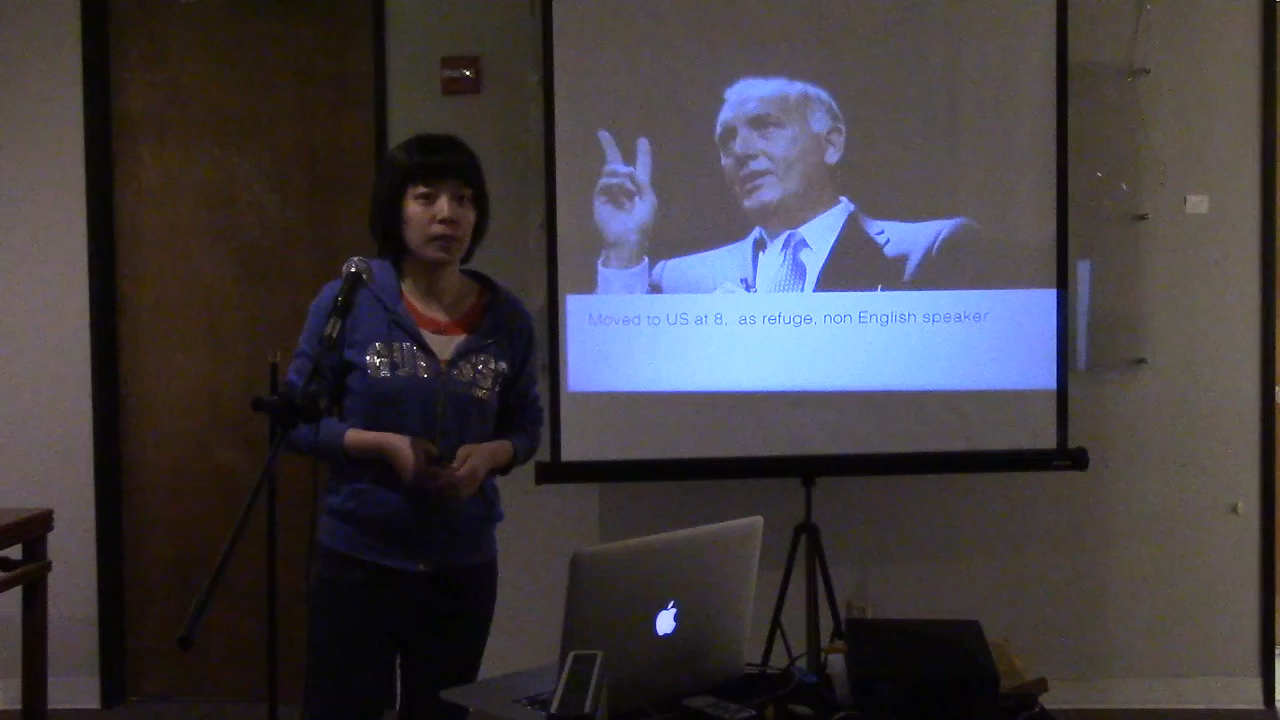 Moved to US at 8, as refuge, non English speaker